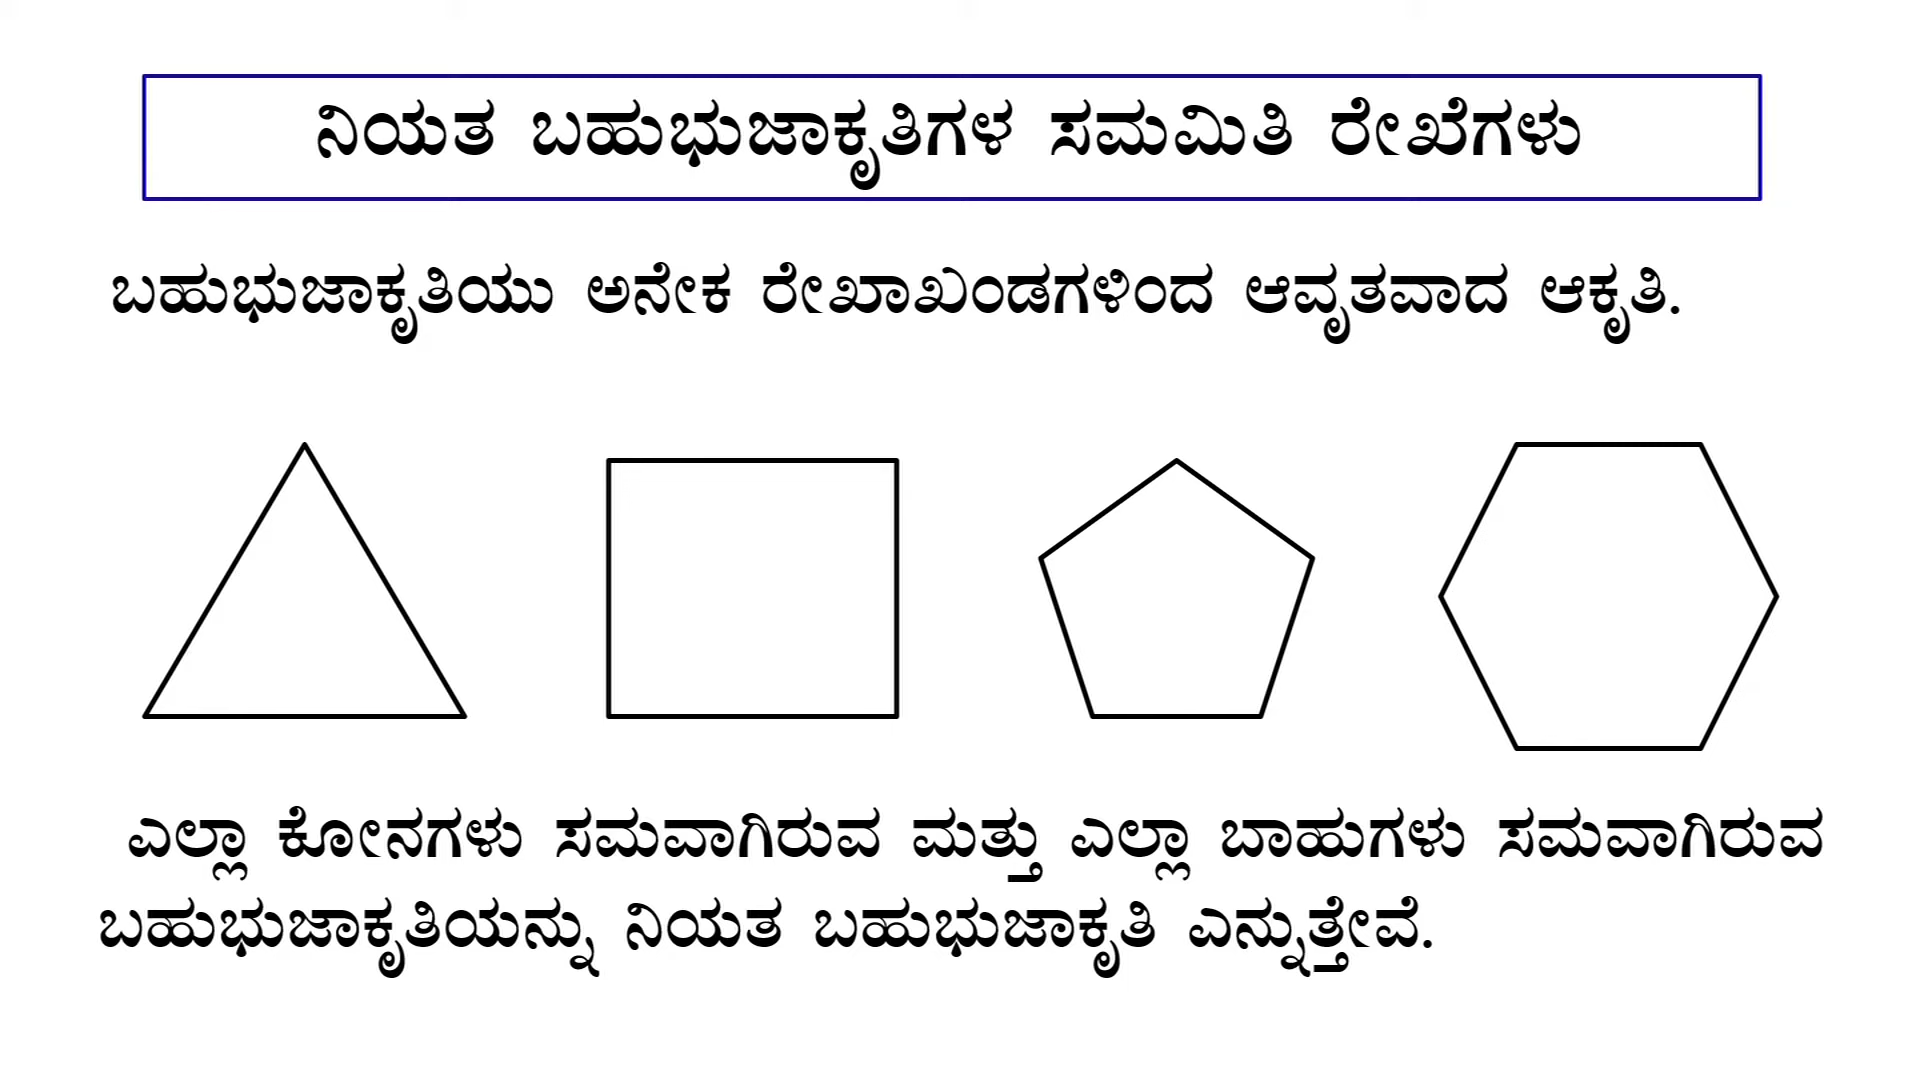 ನಿಯತ ಬಹುಭುಜಾಕೃತಿಗಳ ಸಮಮಿತಿ ರೇಖೆಗಳು
ಬಹುಭುಜಾಕೃತಿಯು ಅನೇಕ ರೇಖಾಖಂಡಗಳಿಂದ ಆವೃತವಾದ ಆಕೃತಿ.
ಎಲ್ಲಾ ಕೋನಗಳು ಸಮವಾಗಿರುವ ಮತ್ತು ಎಲ್ಲಾ ಬಾಹುಗಳು ಸಮವಾಗಿರುವ
ಬಹುಭುಜಾಕೃತಿಯನ್ನು ನಿಯತ ಬಹುಭುಜಾಕೃತಿ ಎನ್ನುತ್ತೇವೆ.